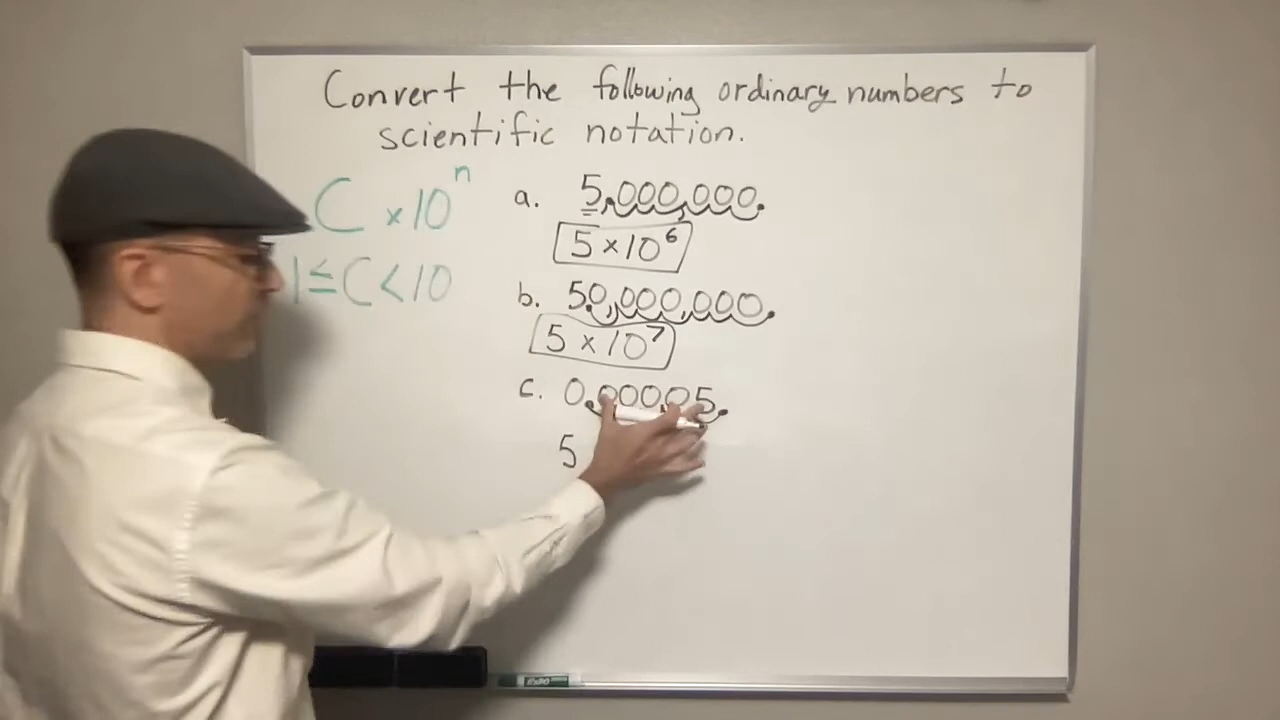 Convert the following ordinary numbers to
scientific notation.
C × 10ⁿ
1 ≤ C < 10
a. 5,000,000.
5 × 10⁶
b. 50,000,000.
5 × 10⁷
c. 0.00005
5
EXPO